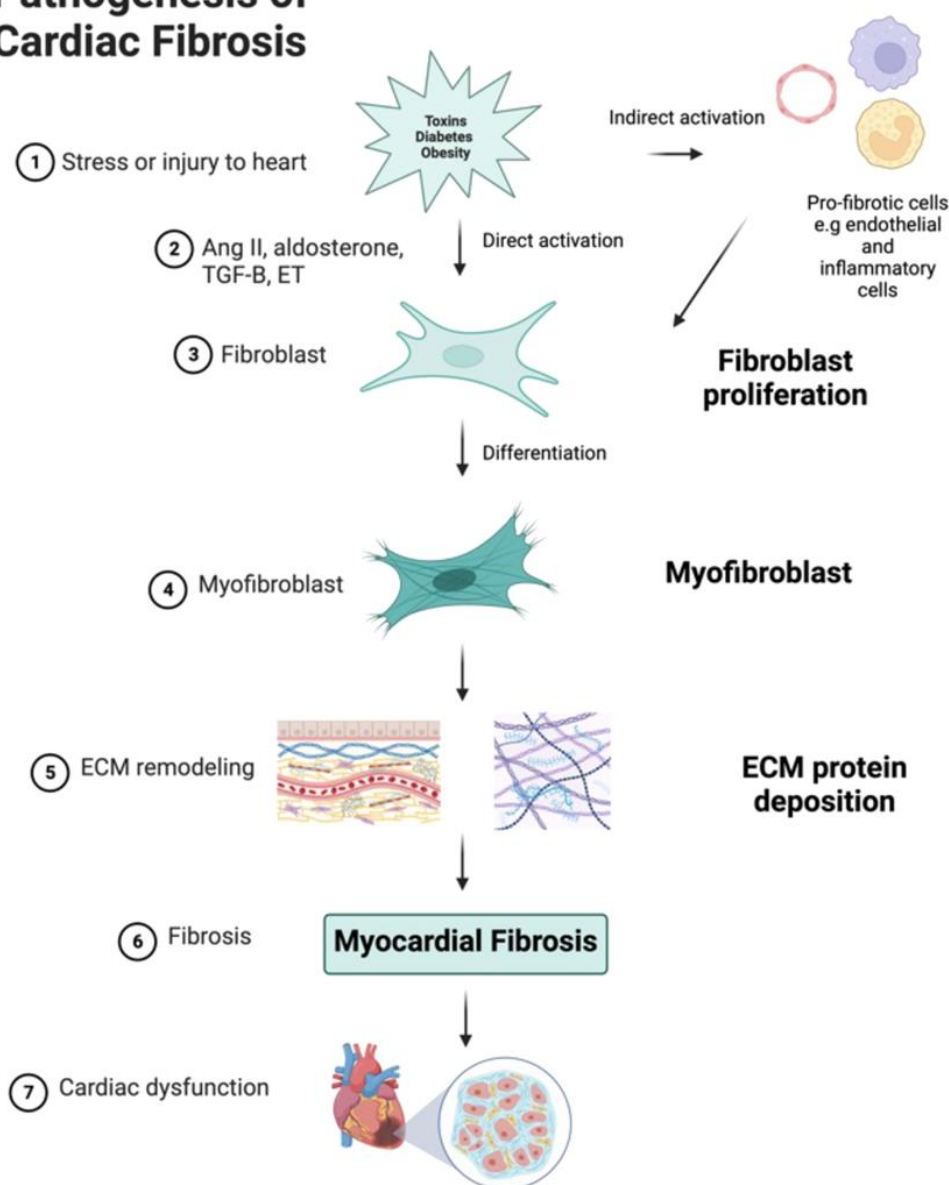 Pathogenesis of
Cardiac Fibrosis
Toxins
Diabetes
Obesity
Indirect activation
1 Stress or injury to heart
Pro-fibrotic cells
e.g endothelial
and
inflammatory
cells
2 Ang II, aldosterone,
TGF-B, ET
Direct activation
3 Fibroblast
Fibroblast
proliferation
Differentiation
4 Myofibroblast
Myofibroblast
5 ECM remodeling
ECM protein
deposition
6 Fibrosis
Myocardial Fibrosis
7 Cardiac dysfunction